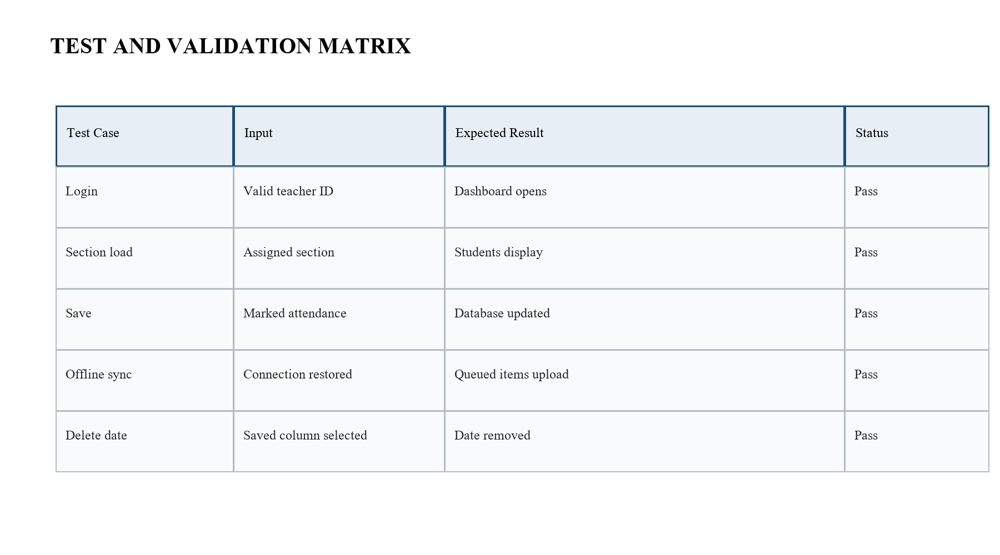 TEST AND VALIDATION MATRIX
Test Case Input Expected Result Status
Login Valid teacher ID Dashboard opens Pass
Section load Assigned section Students display Pass
Save Marked attendance Database updated Pass
Offline sync Connection restored Queued items upload Pass
Delete date Saved column selected Date removed Pass